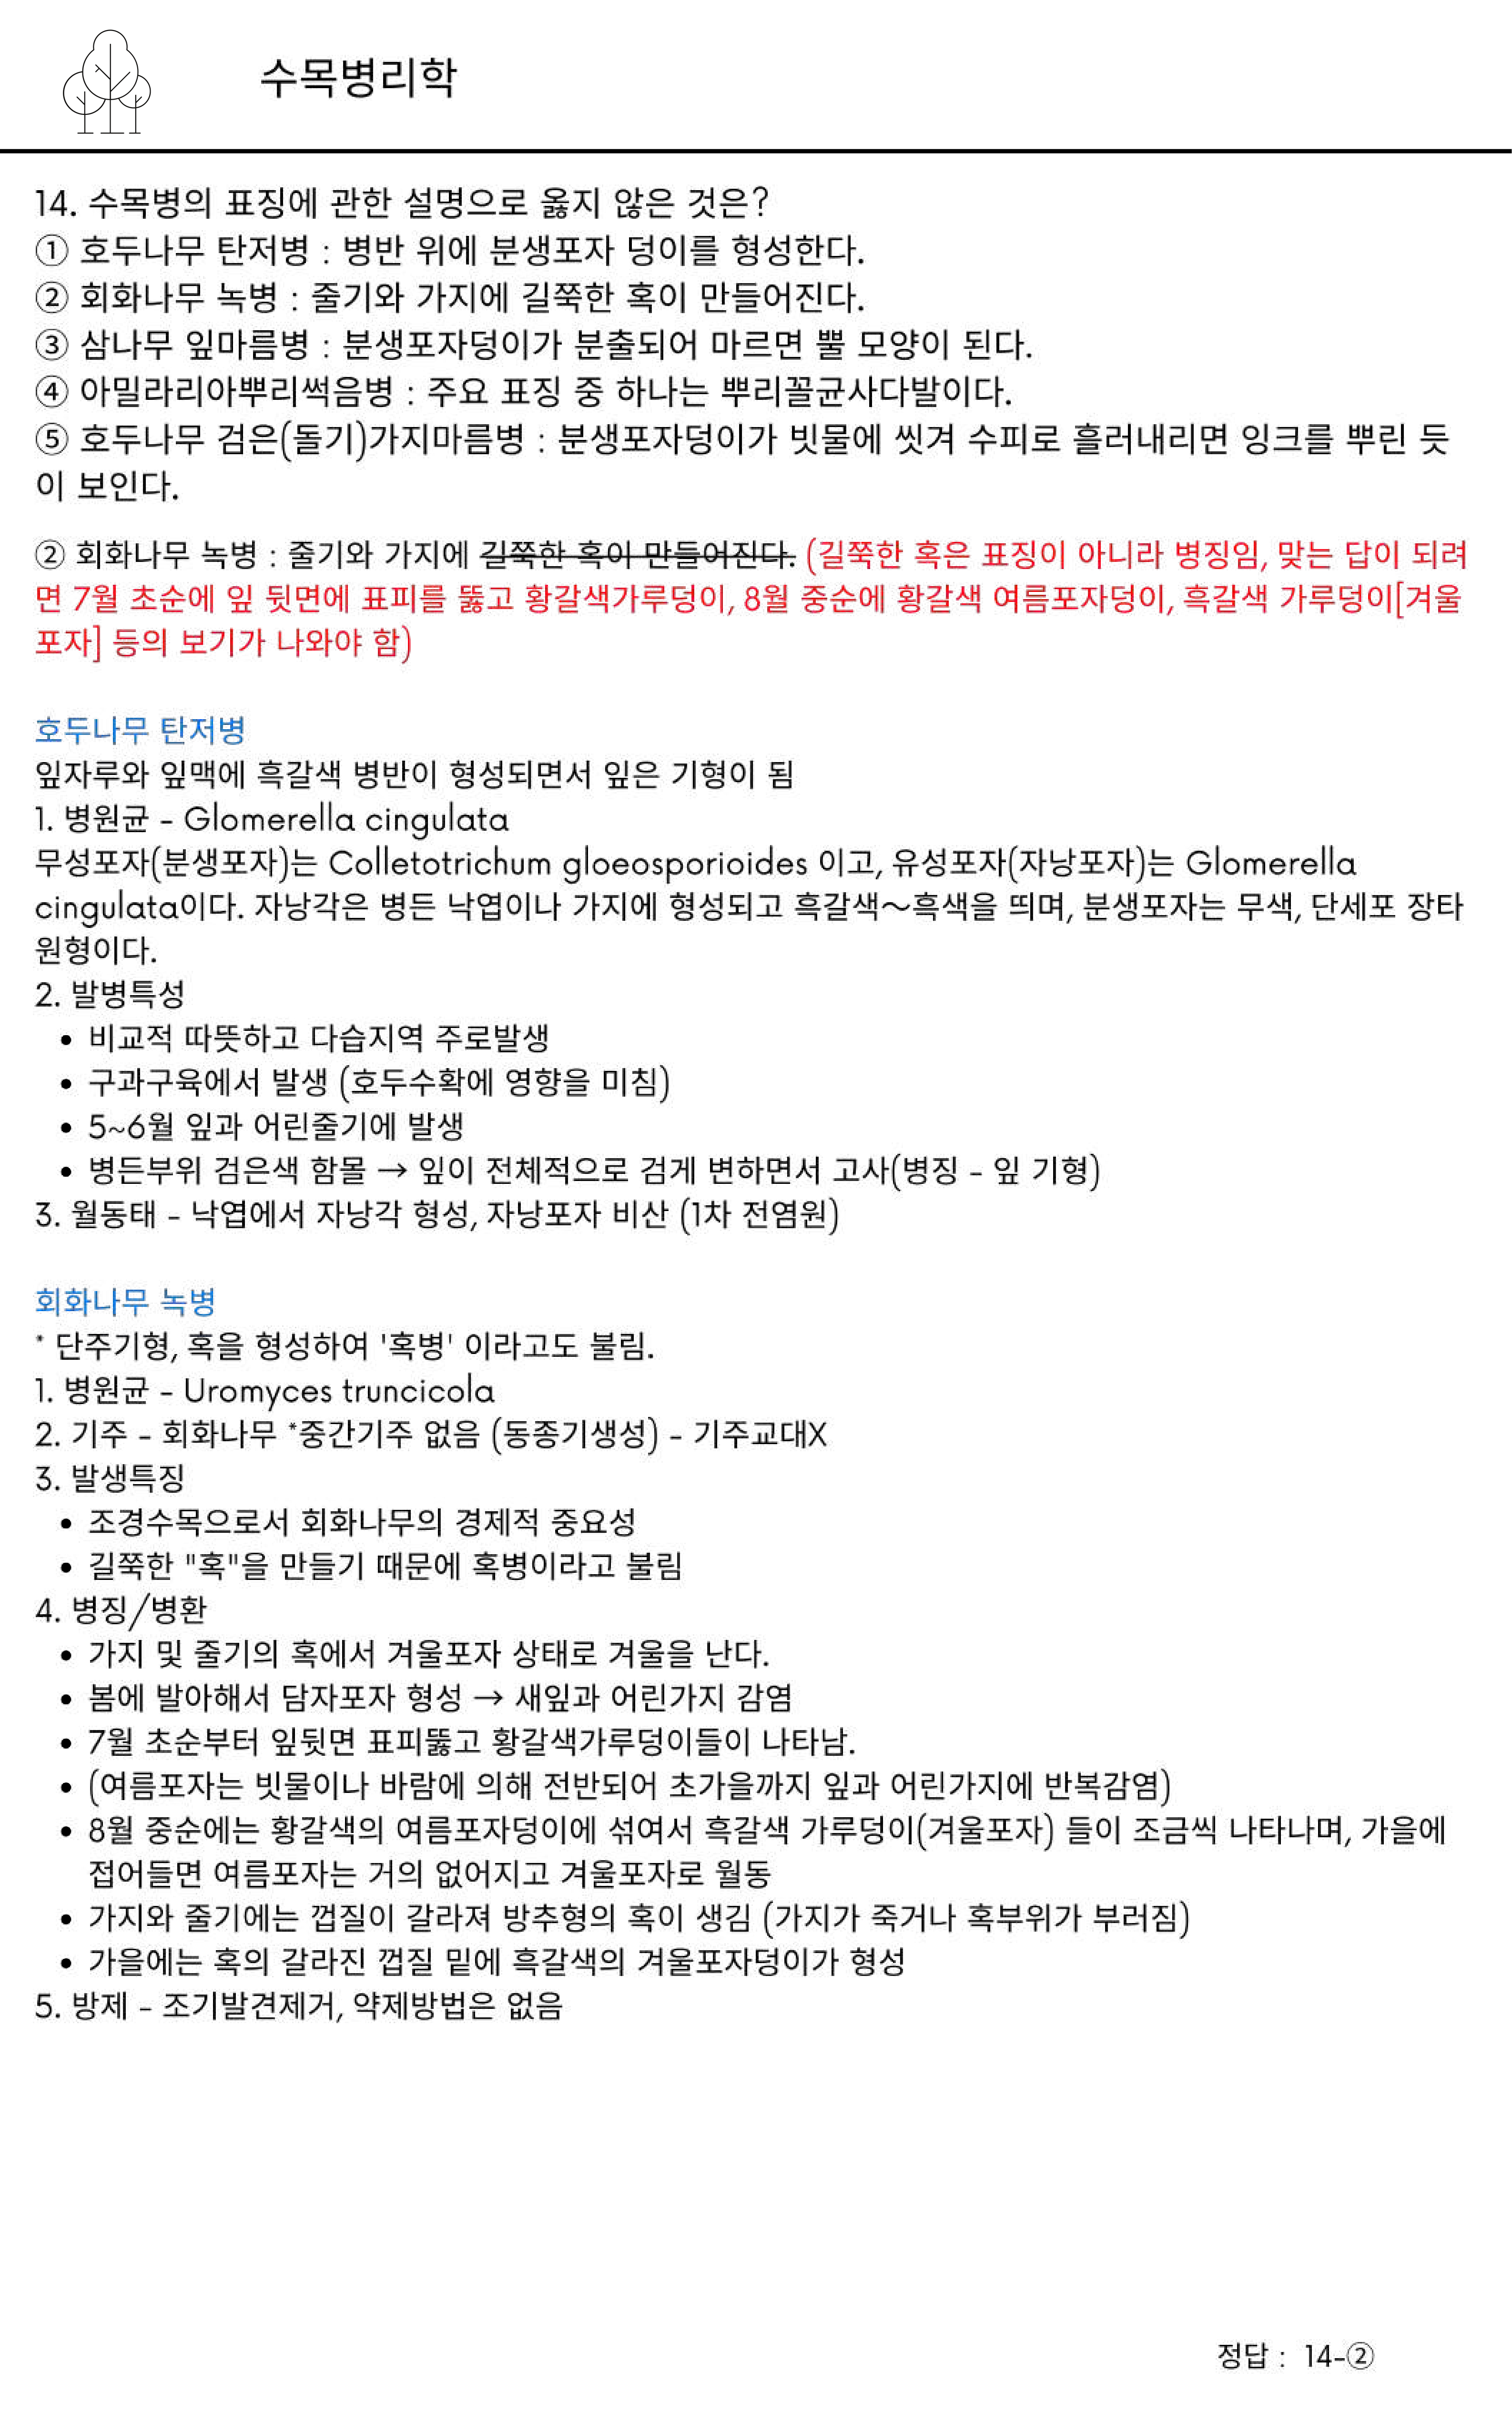 수목병리학
14. 수목병의 표징에 관한 설명으로 옳지 않은 것은?
① 호두나무 탄저병 : 병반 위에 분생포자 덩이를 형성한다.
② 회화나무 녹병 : 줄기와 가지에 길쭉한 혹이 만들어진다.
③ 삼나무 잎마름병 : 분생포자덩이가 분출되어 마르면 뿔 모양이 된다.
④ 아밀라리아뿌리썩음병 : 주요 표징 중 하나는 뿌리꼴균사다발이다.
⑤ 호두나무 검은(돌기)가지마름병 : 분생포자덩이가 빗물에 씻겨 수피로 흘러내리면 잉크를 뿌린 듯
이 보인다.
② 회화나무 녹병 : 줄기와 가지에 길쭉한 혹이 만들어진다. (길쭉한 혹은 표징이 아니라 병징임, 맞는 답이 되려
면 7월 초순에 잎 뒷면에 표피를 뚫고 황갈색가루덩이, 8월 중순에 황갈색 여름포자덩이, 흑갈색 가루덩이[겨울
포자] 등의 보기가 나와야 함)
호두나무 탄저병
잎자루와 잎맥에 흑갈색 병반이 형성되면서 잎은 기형이 됨
1. 병원균 - Glomerella cingulata
무성포자(분생포자)는 Colletotrichum gloeosporioides 이고, 유성포자(자낭포자)는 Glomerella
cingulata이다. 자낭각은 병든 낙엽이나 가지에 형성되고 흑갈색~흑색을 띄며, 분생포자는 무색, 단세포 장타
원형이다.
2. 발병특성
• 비교적 따뜻하고 다습지역 주로발생
• 구과구육에서 발생 (호두수확에 영향을 미침)
• 5~6월 잎과 어린줄기에 발생
• 병든부위 검은색 함몰 → 잎이 전체적으로 검게 변하면서 고사(병징 - 잎 기형)
3. 월동태 - 낙엽에서 자낭각 형성, 자낭포자 비산 (1차 전염원)
회화나무 녹병
* 단주기형, 혹을 형성하여 '혹병' 이라고도 불림.
1. 병원균 - Uromyces truncicola
2. 기주 - 회화나무 *중간기주 없음 (동종기생성) - 기주교대X
3. 발생특징
• 조경수목으로서 회화나무의 경제적 중요성
• 길쭉한 "혹"을 만들기 때문에 혹병이라고 불림
4. 병징/병환
• 가지 및 줄기의 혹에서 겨울포자 상태로 겨울을 난다.
• 봄에 발아해서 담자포자 형성 → 새잎과 어린가지 감염
• 7월 초순부터 잎뒷면 표피뚫고 황갈색가루덩이들이 나타남.
• (여름포자는 빗물이나 바람에 의해 전반되어 초가을까지 잎과 어린가지에 반복감염)
• 8월 중순에는 황갈색의 여름포자덩이에 섞여서 흑갈색 가루덩이(겨울포자) 들이 조금씩 나타나며, 가을에
접어들면 여름포자는 거의 없어지고 겨울포자로 월동
• 가지와 줄기에는 껍질이 갈라져 방추형의 혹이 생김 (가지가 죽거나 혹부위가 부러짐)
• 가을에는 혹의 갈라진 껍질 밑에 흑갈색의 겨울포자덩이가 형성
5. 방제 - 조기발견제거, 약제방법은 없음
정답 : 14-②